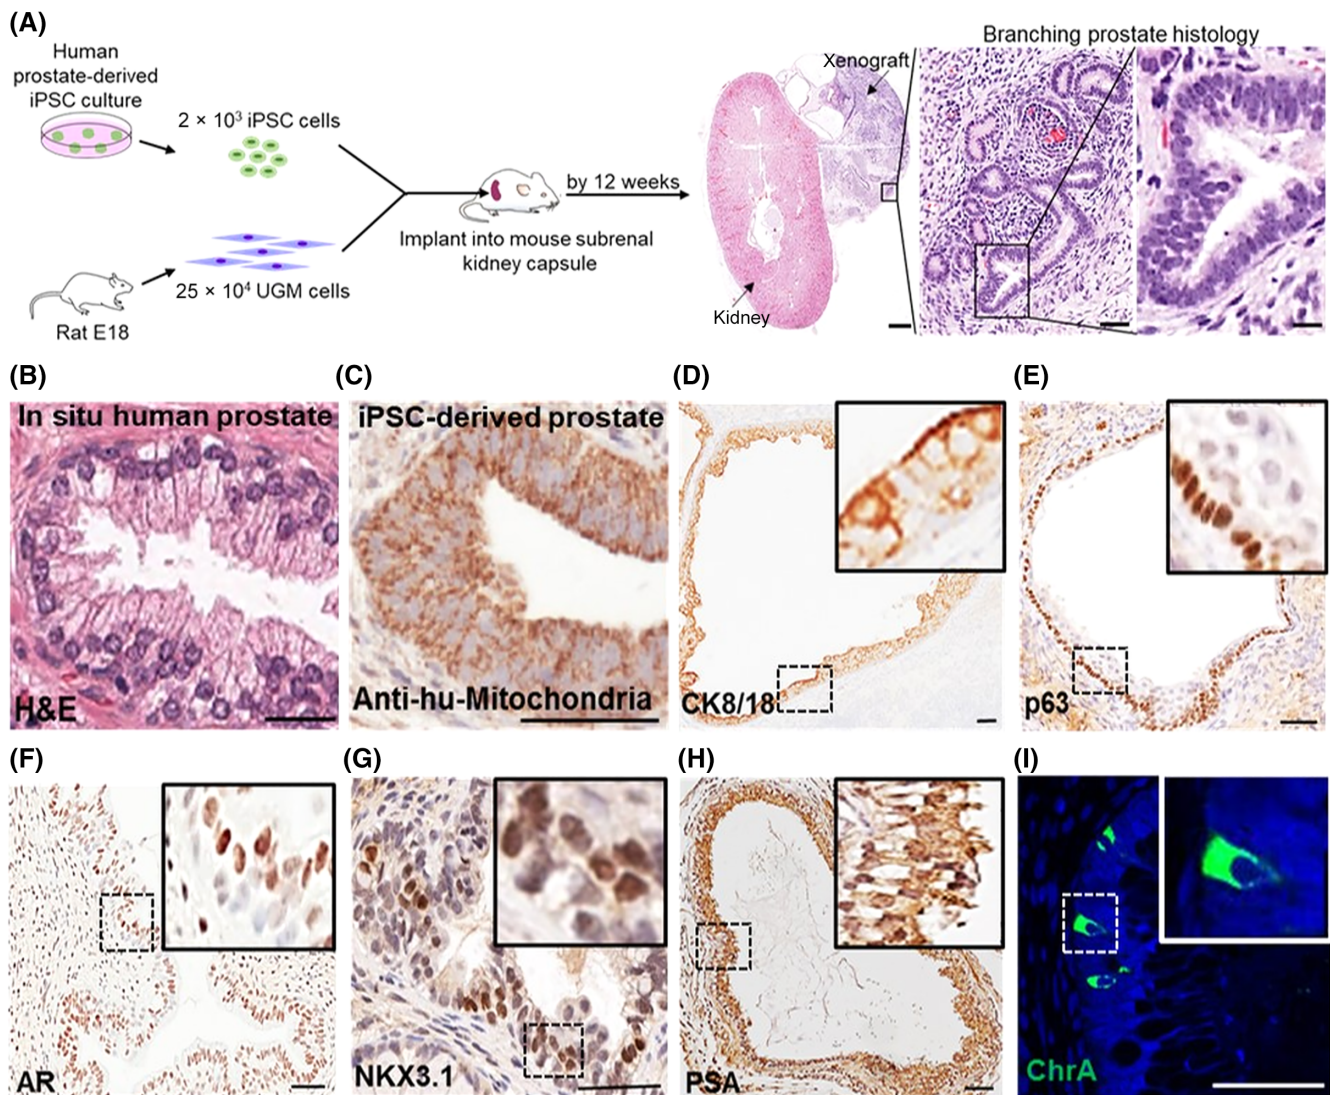 (A)
Human
prostate-derived
iPSC culture
2 × 10³ iPSC cells
Rat E18
25 × 10⁴ UGM cells
Implant into mouse subrenal
kidney capsule
by 12 weeks
Xenograft
Kidney
Branching prostate histology
(B)
In situ human prostate
H&E
(C)
iPSC-derived prostate
Anti-hu-Mitochondria
(D)
CK8/18
(E)
p63
(F)
AR
(G)
NKX3.1
(H)
PSA
(I)
ChrA